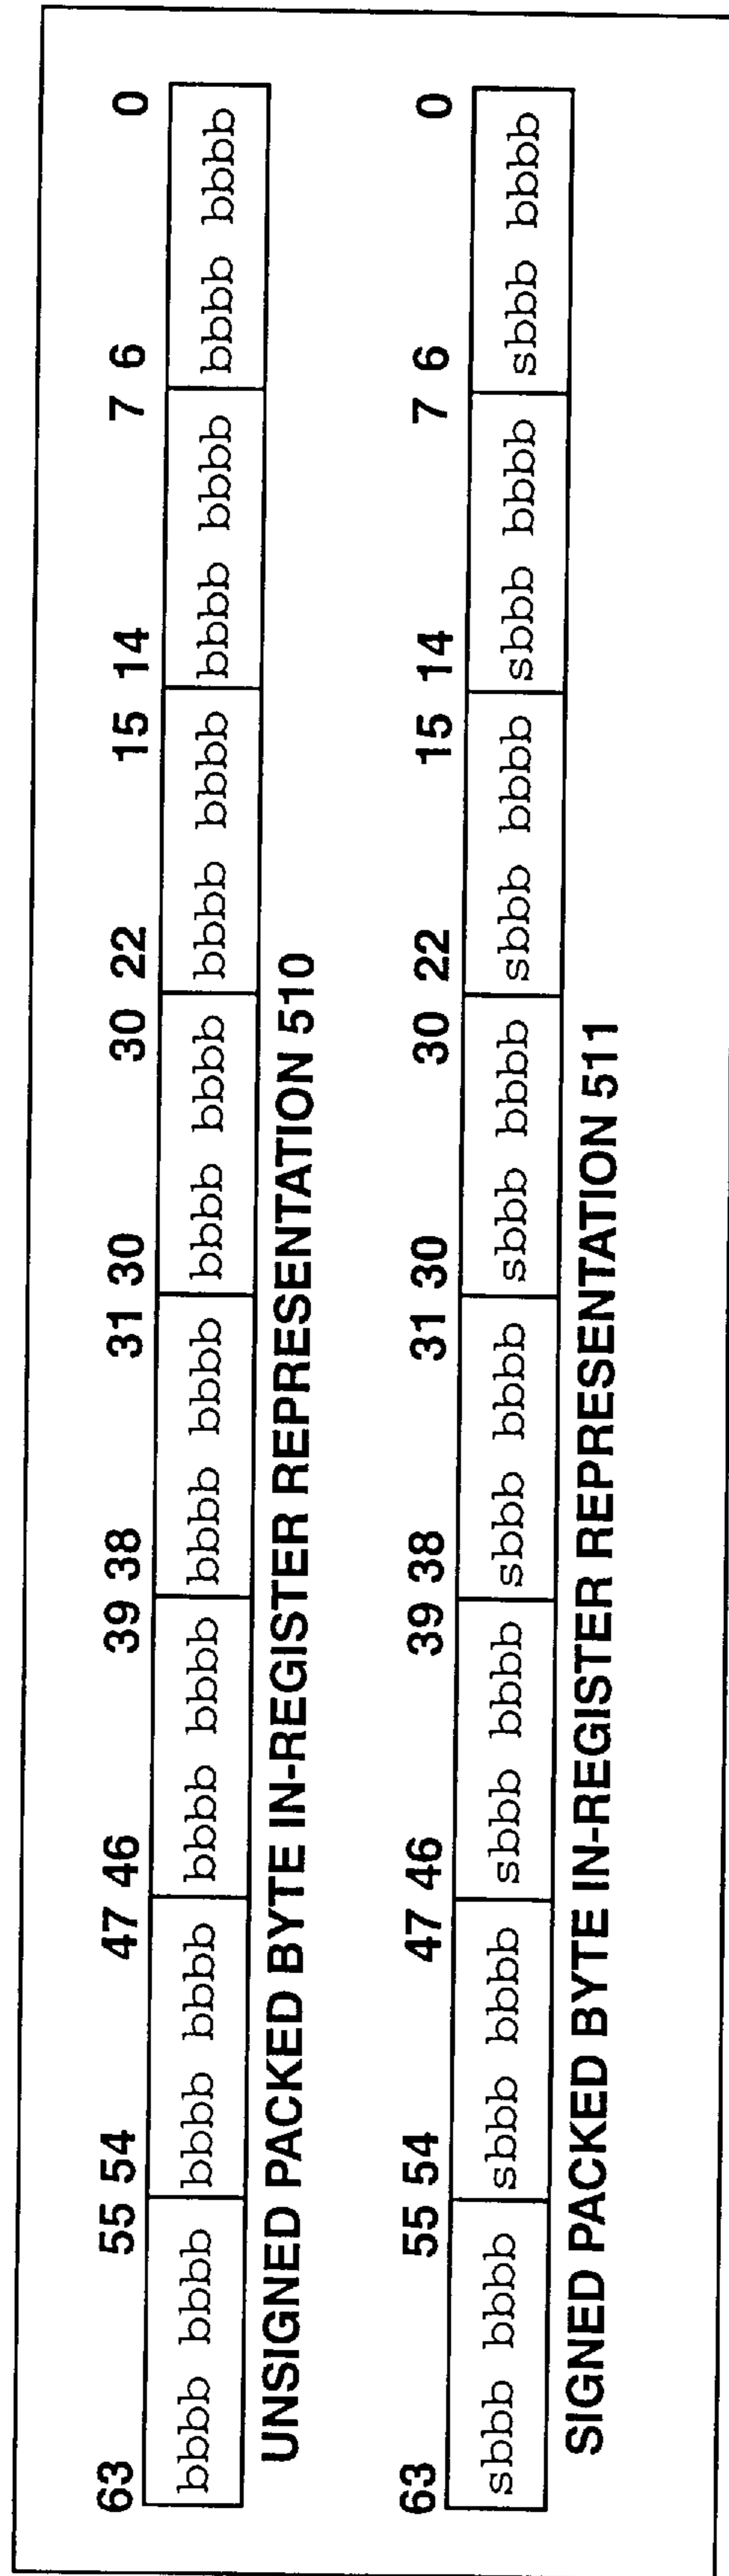 63 55 54 47 46 39 38 31 30 30 22 15 14 7 6 0
bbbb bbbb bbbb bbbb bbbb bbbb bbbb bbbb bbbb bbbb bbbb bbbb bbbb bbbb bbbb bbbb
UNSIGNED PACKED BYTE IN-REGISTER REPRESENTATION 510
63 55 54 47 46 39 38 31 30 30 22 15 14 7 6 0
sbbb bbbb sbbb bbbb sbbb bbbb sbbb bbbb sbbb bbbb sbbb bbbb sbbb bbbb sbbb bbbb
SIGNED PACKED BYTE IN-REGISTER REPRESENTATION 511